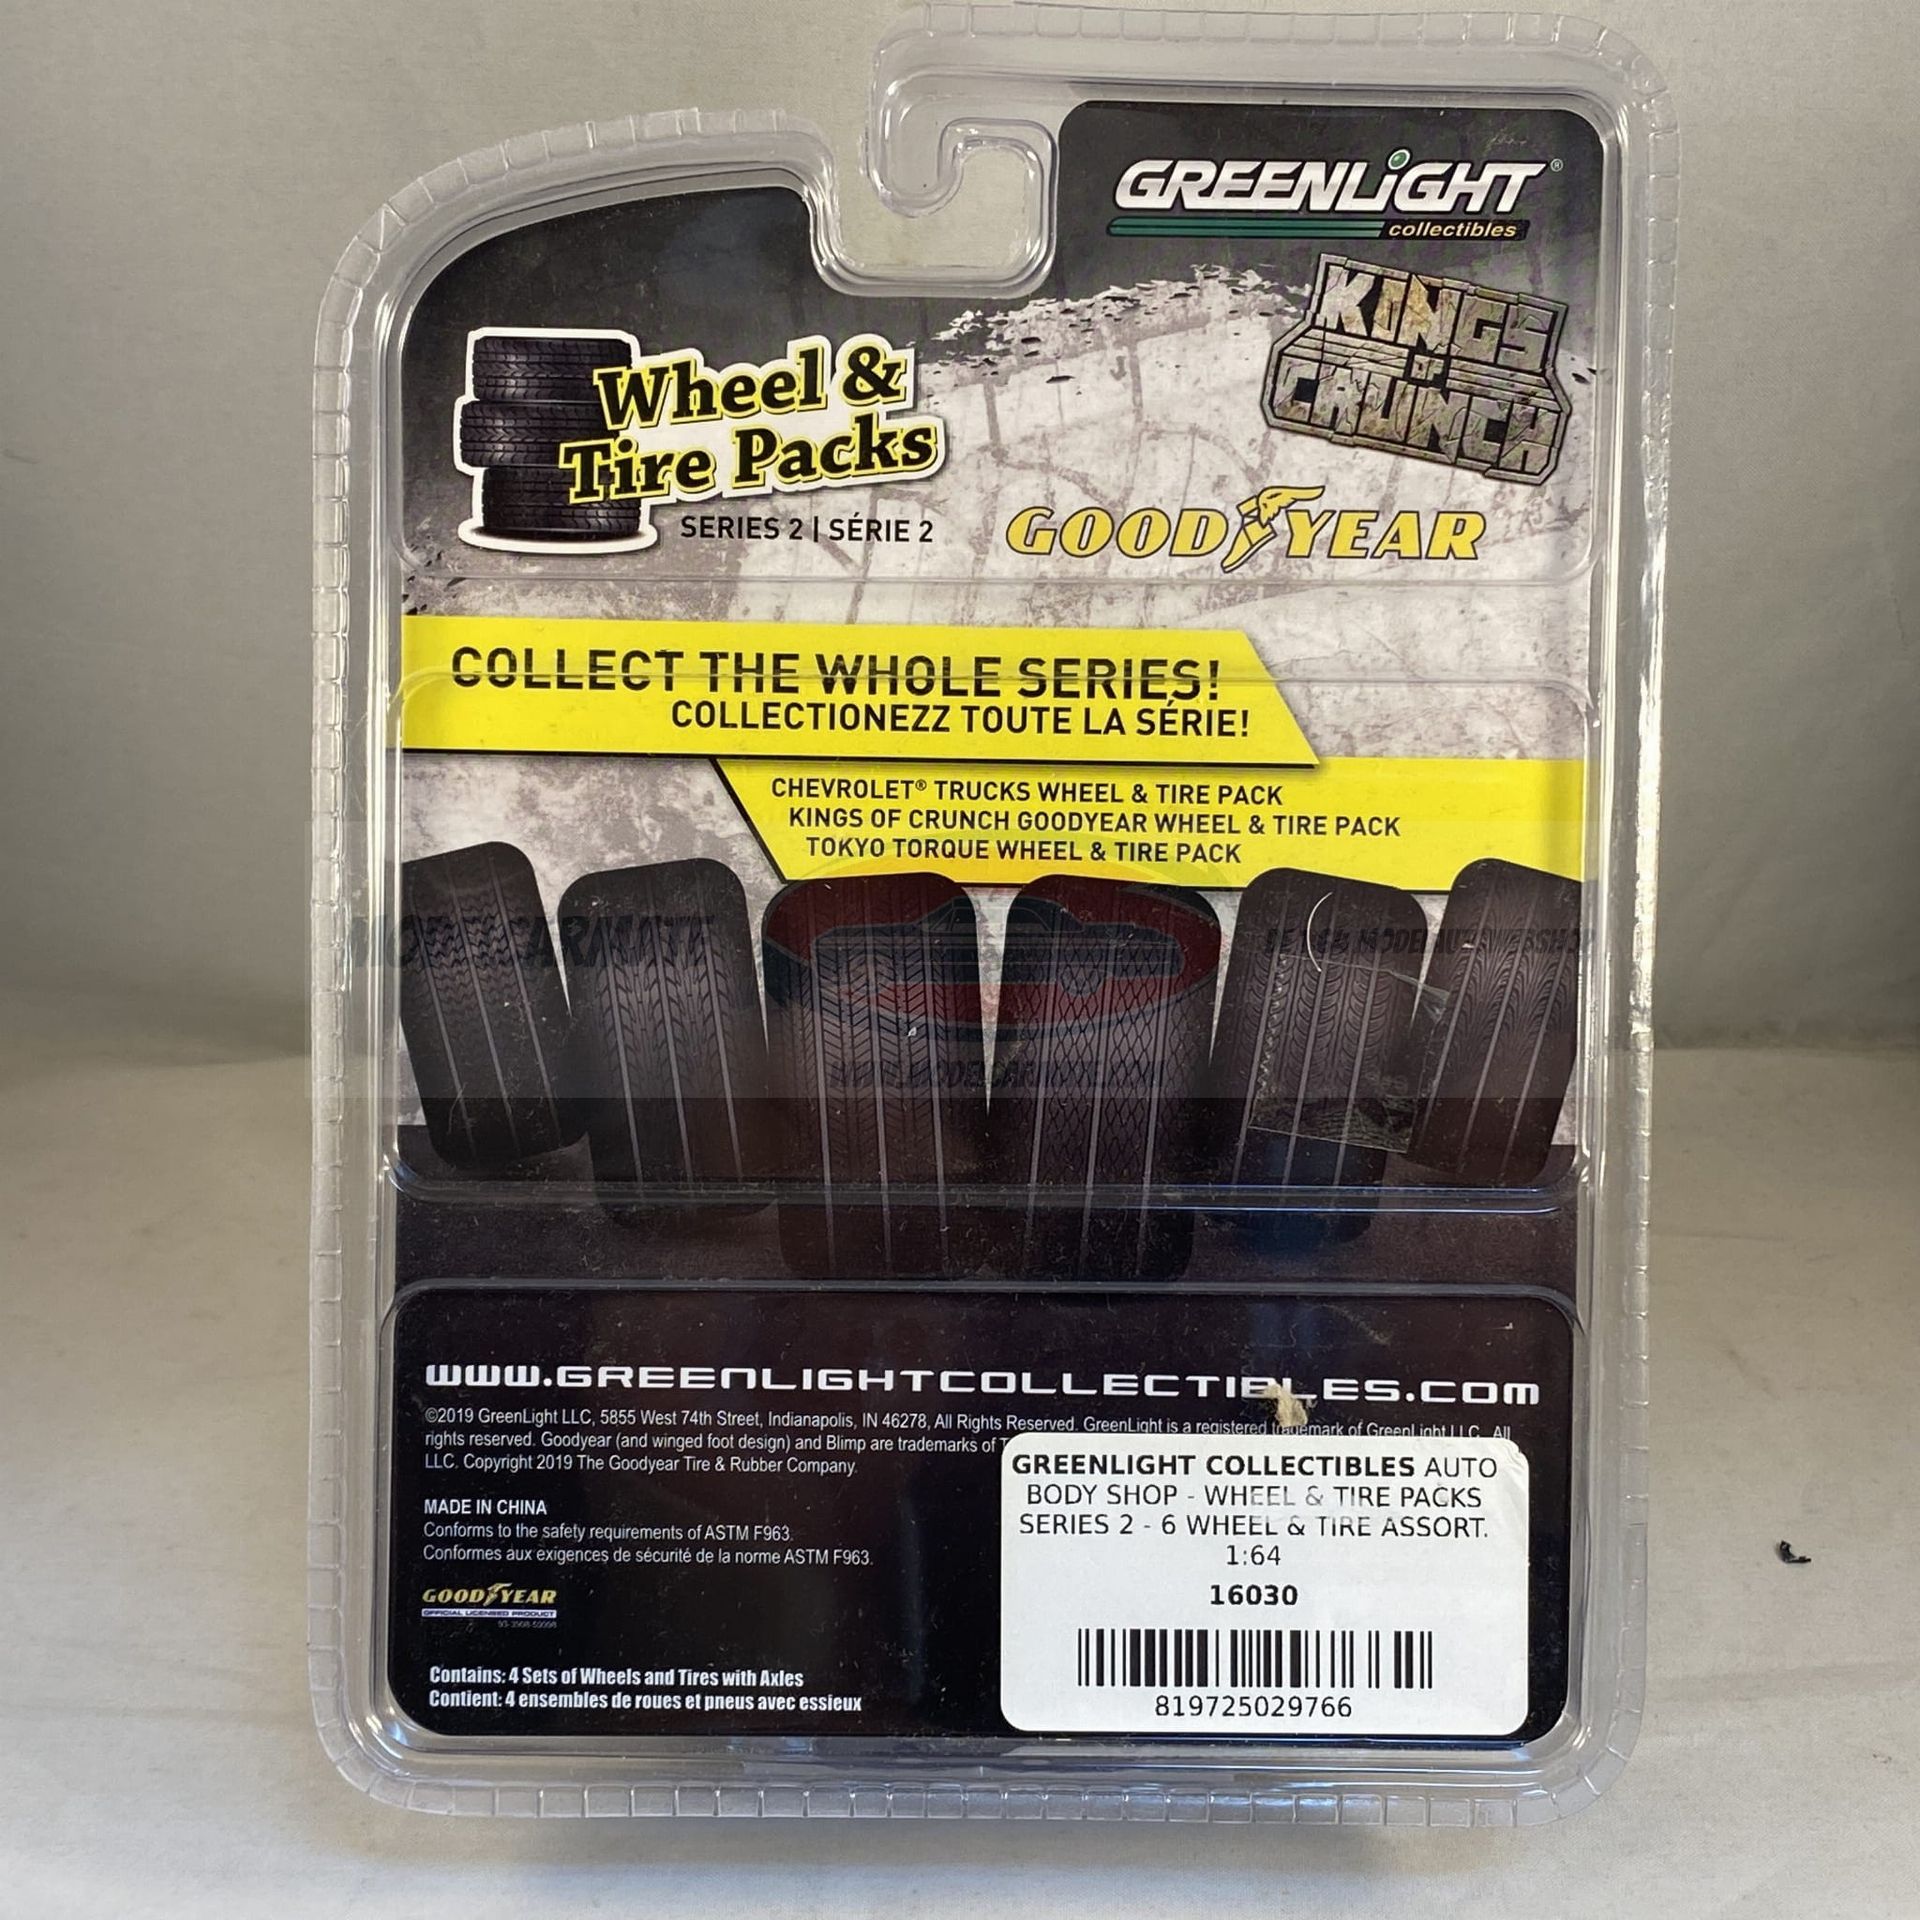 GREENLiGHT®
collectibles
KINGS
OF
CRUNCH
Wheel &
Tire Packs
SERIES 2 | SÉRIE 2
GOODYEAR
COLLECT THE WHOLE SERIES!
COLLECTIONEZZ TOUTE LA SÉRIE!
CHEVROLET® TRUCKS WHEEL & TIRE PACK
KINGS OF CRUNCH GOODYEAR WHEEL & TIRE PACK
TOKYO TORQUE WHEEL & TIRE PACK
WWW.GREENLIGHTCOLLECTIBLES.COM
©2019 GreenLight LLC, 5855 West 74th Street, Indianapolis, IN 46278, All Rights Reserved. GreenLight is a registered trademark of GreenLight LLC. All
rights reserved. Goodyear (and winged foot design) and Blimp are trademarks of
LLC. Copyright 2019 The Goodyear Tire & Rubber Company.
MADE IN CHINA
Conforms to the safety requirements of ASTM F963.
Conformes aux exigences de sécurité de la norme ASTM F963.
GOODYEAR
OFFICIAL LICENSED PRODUCT
Contains: 4 Sets of Wheels and Tires with Axles
Contient: 4 ensembles de roues et pneus avec essieux
GREENLIGHT COLLECTIBLES AUTO
BODY SHOP - WHEEL & TIRE PACKS
SERIES 2 - 6 WHEEL & TIRE ASSORT.
1:64
16030
819725029766